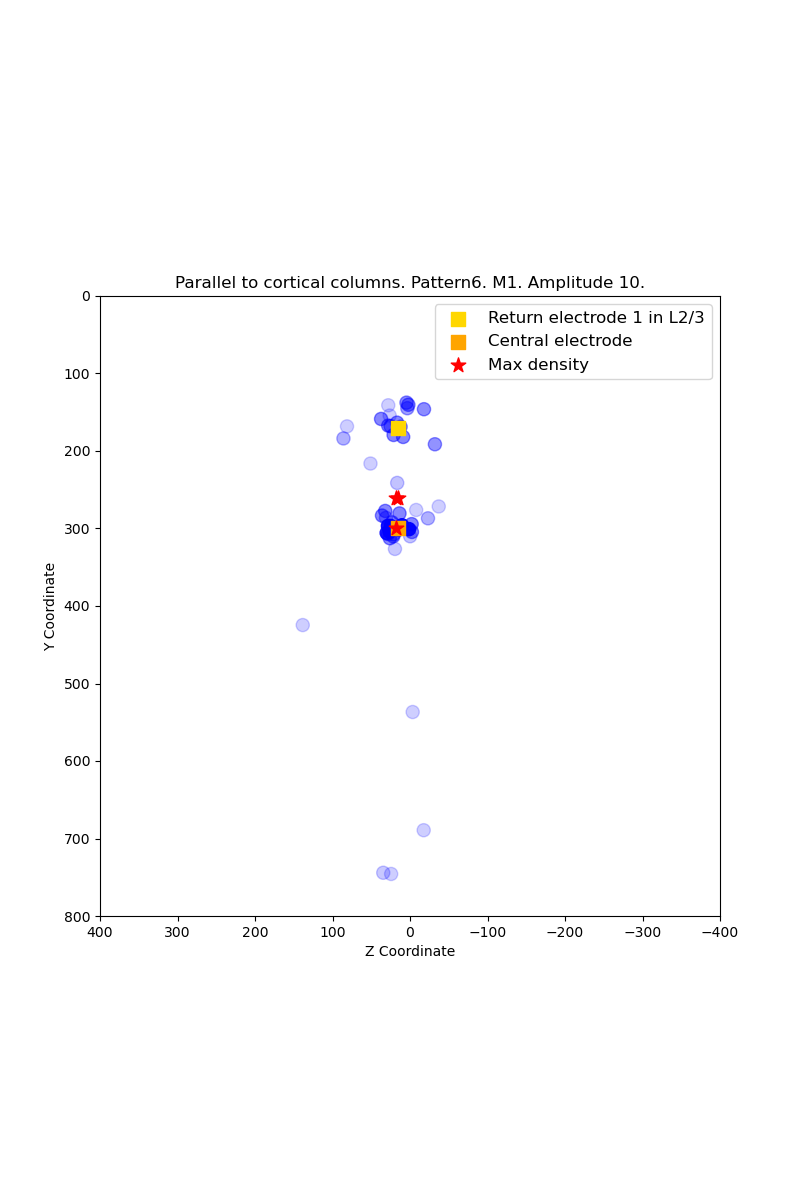 Parallel to cortical columns. Pattern6. M1. Amplitude 10.
Return electrode 1 in L2/3
Central electrode
Max density
0
100
200
300
400
500
600
700
800
Y Coordinate
400 300 200 100 0 −100 −200 −300 −400
Z Coordinate